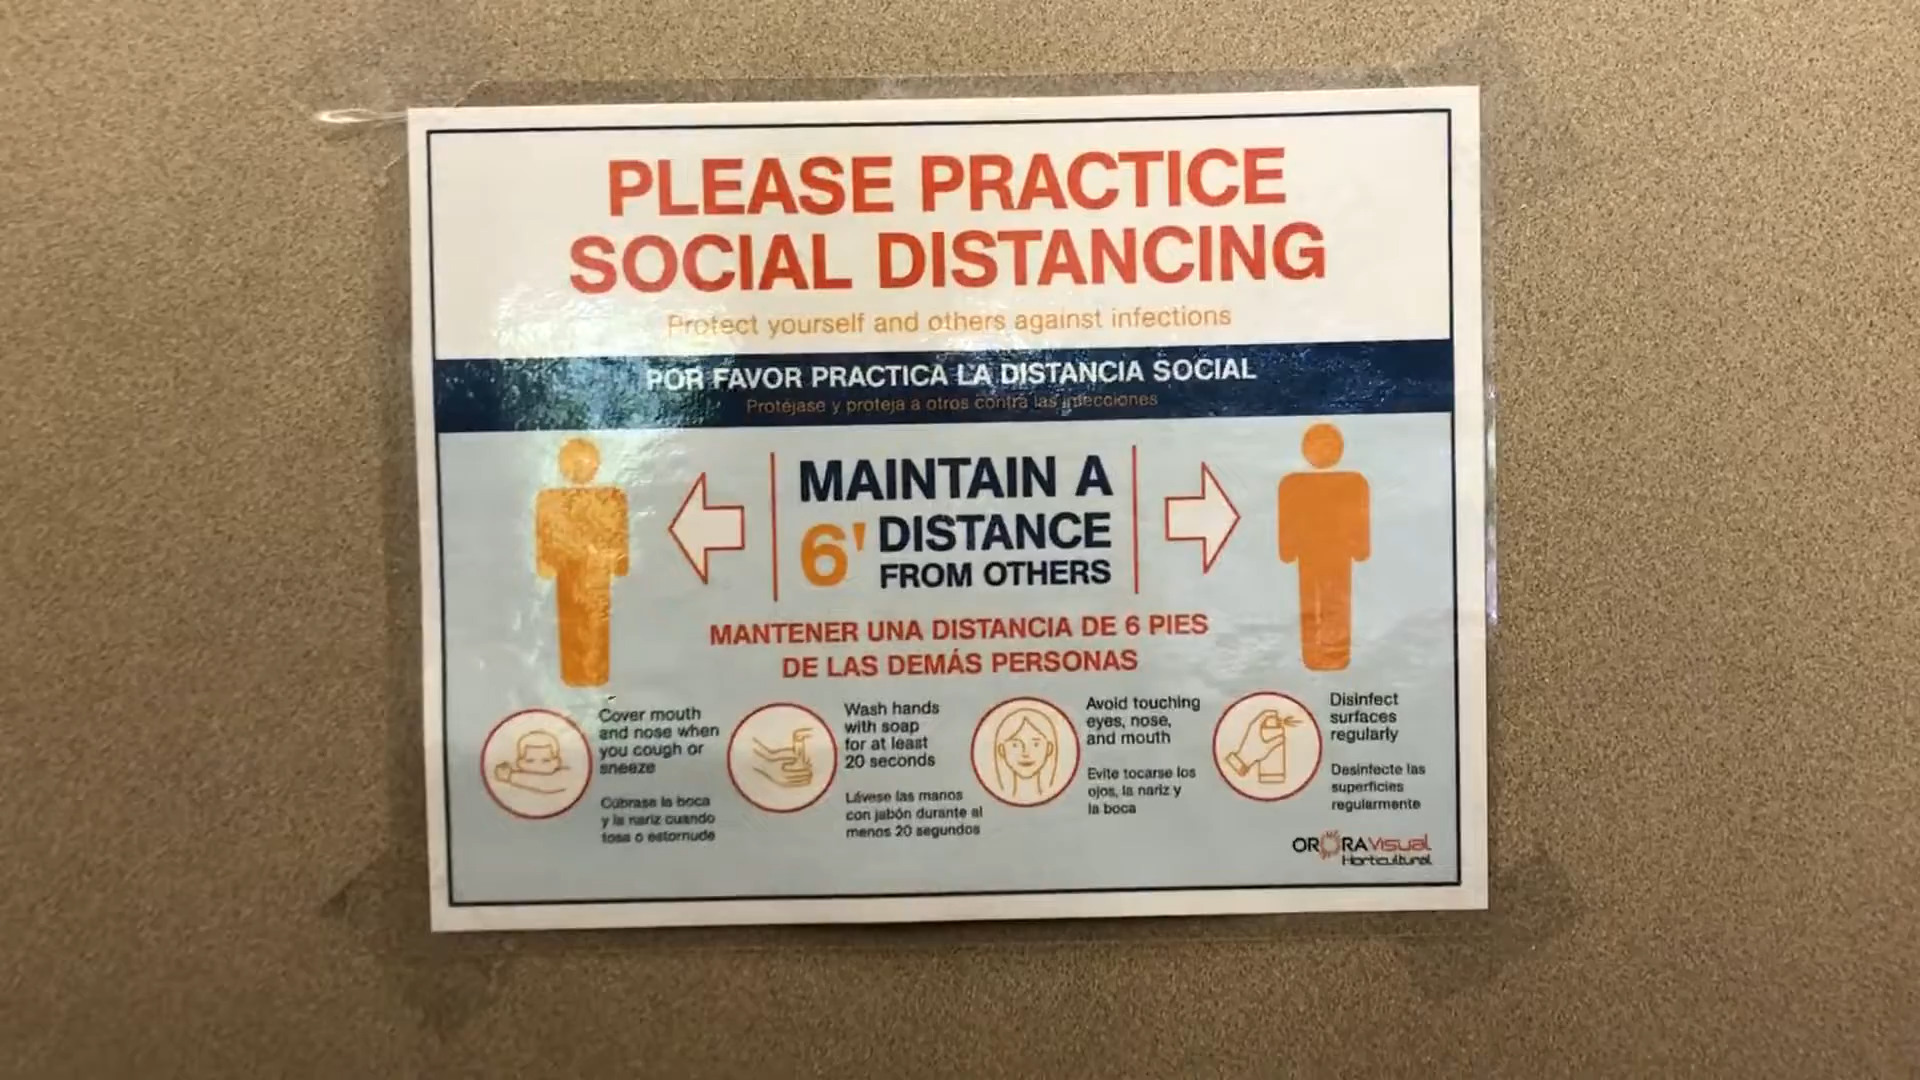 PLEASE PRACTICE
SOCIAL DISTANCING
Protect yourself and others against infections
POR FAVOR PRACTICA LA DISTANCIA SOCIAL
Protéjase y proteja a otros contra las infecciones
MAINTAIN A
6' DISTANCE
FROM OTHERS
MANTENER UNA DISTANCIA DE 6 PIES
DE LAS DEMÁS PERSONAS
Cover mouth
and nose when
you cough or
sneeze
Cúbrase la boca
y la nariz cuando
tosa o estornude
Wash hands
with soap
for at least
20 seconds
Lávese las manos
con jabón durante al
menos 20 segundos
Avoid touching
eyes, nose,
and mouth
Evite tocarse los
ojos, la nariz y
la boca
Disinfect
surfaces
regularly
Desinfecte las
superficies
regularmente
ORORA Visual
Horticultural